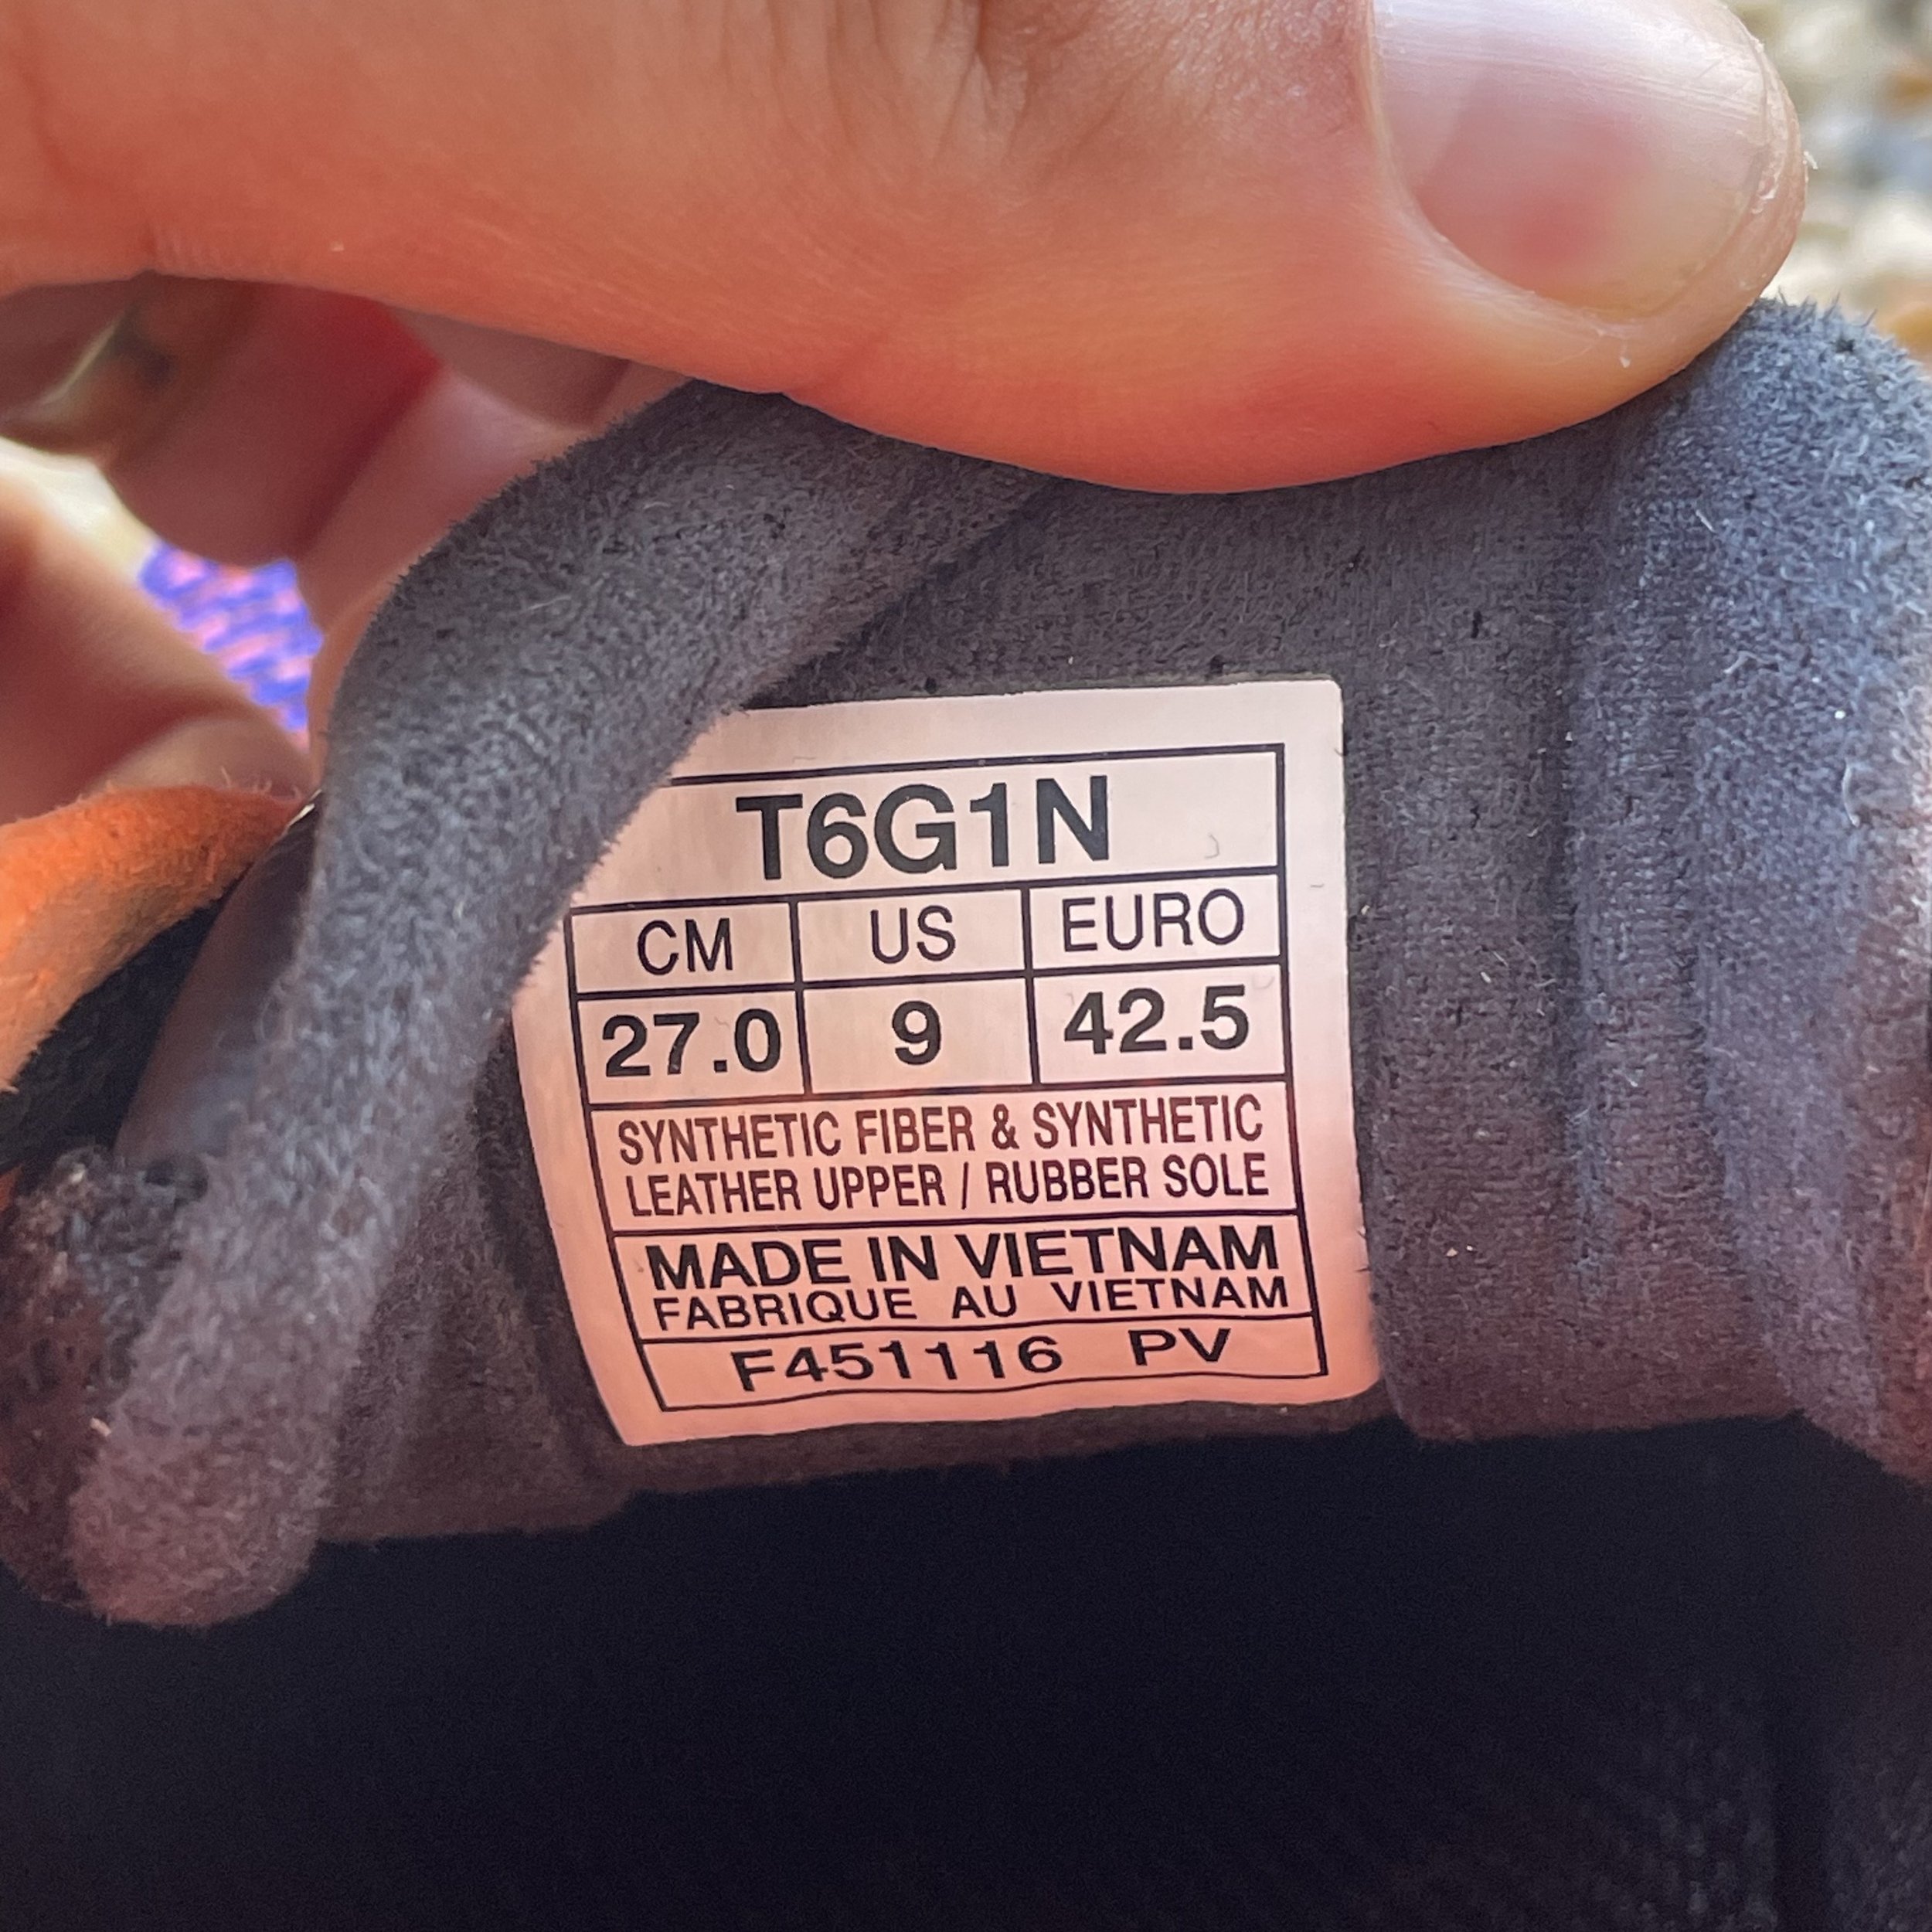 T6G1N
CM US EURO
27.0 9 42.5
SYNTHETIC FIBER & SYNTHETIC
LEATHER UPPER / RUBBER SOLE
MADE IN VIETNAM
FABRIQUE AU VIETNAM
F451116 PV